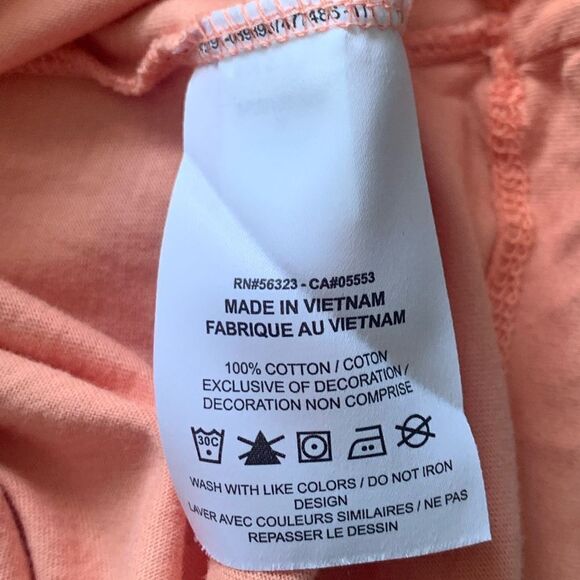 RN#56323 - CA#05553
MADE IN VIETNAM
FABRIQUE AU VIETNAM
100% COTTON / COTON
EXCLUSIVE OF DECORATION /
DECORATION NON COMPRISE
30C
WASH WITH LIKE COLORS / DO NOT IRON
DESIGN
LAVER AVEC COULEURS SIMILAIRES / NE PAS
REPASSER LE DESSIN